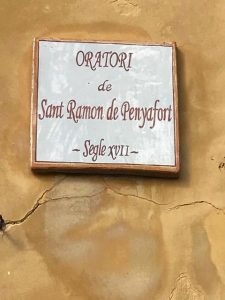 ORATORI
de
Sant Ramon de Penyafort
- Segle XVII -